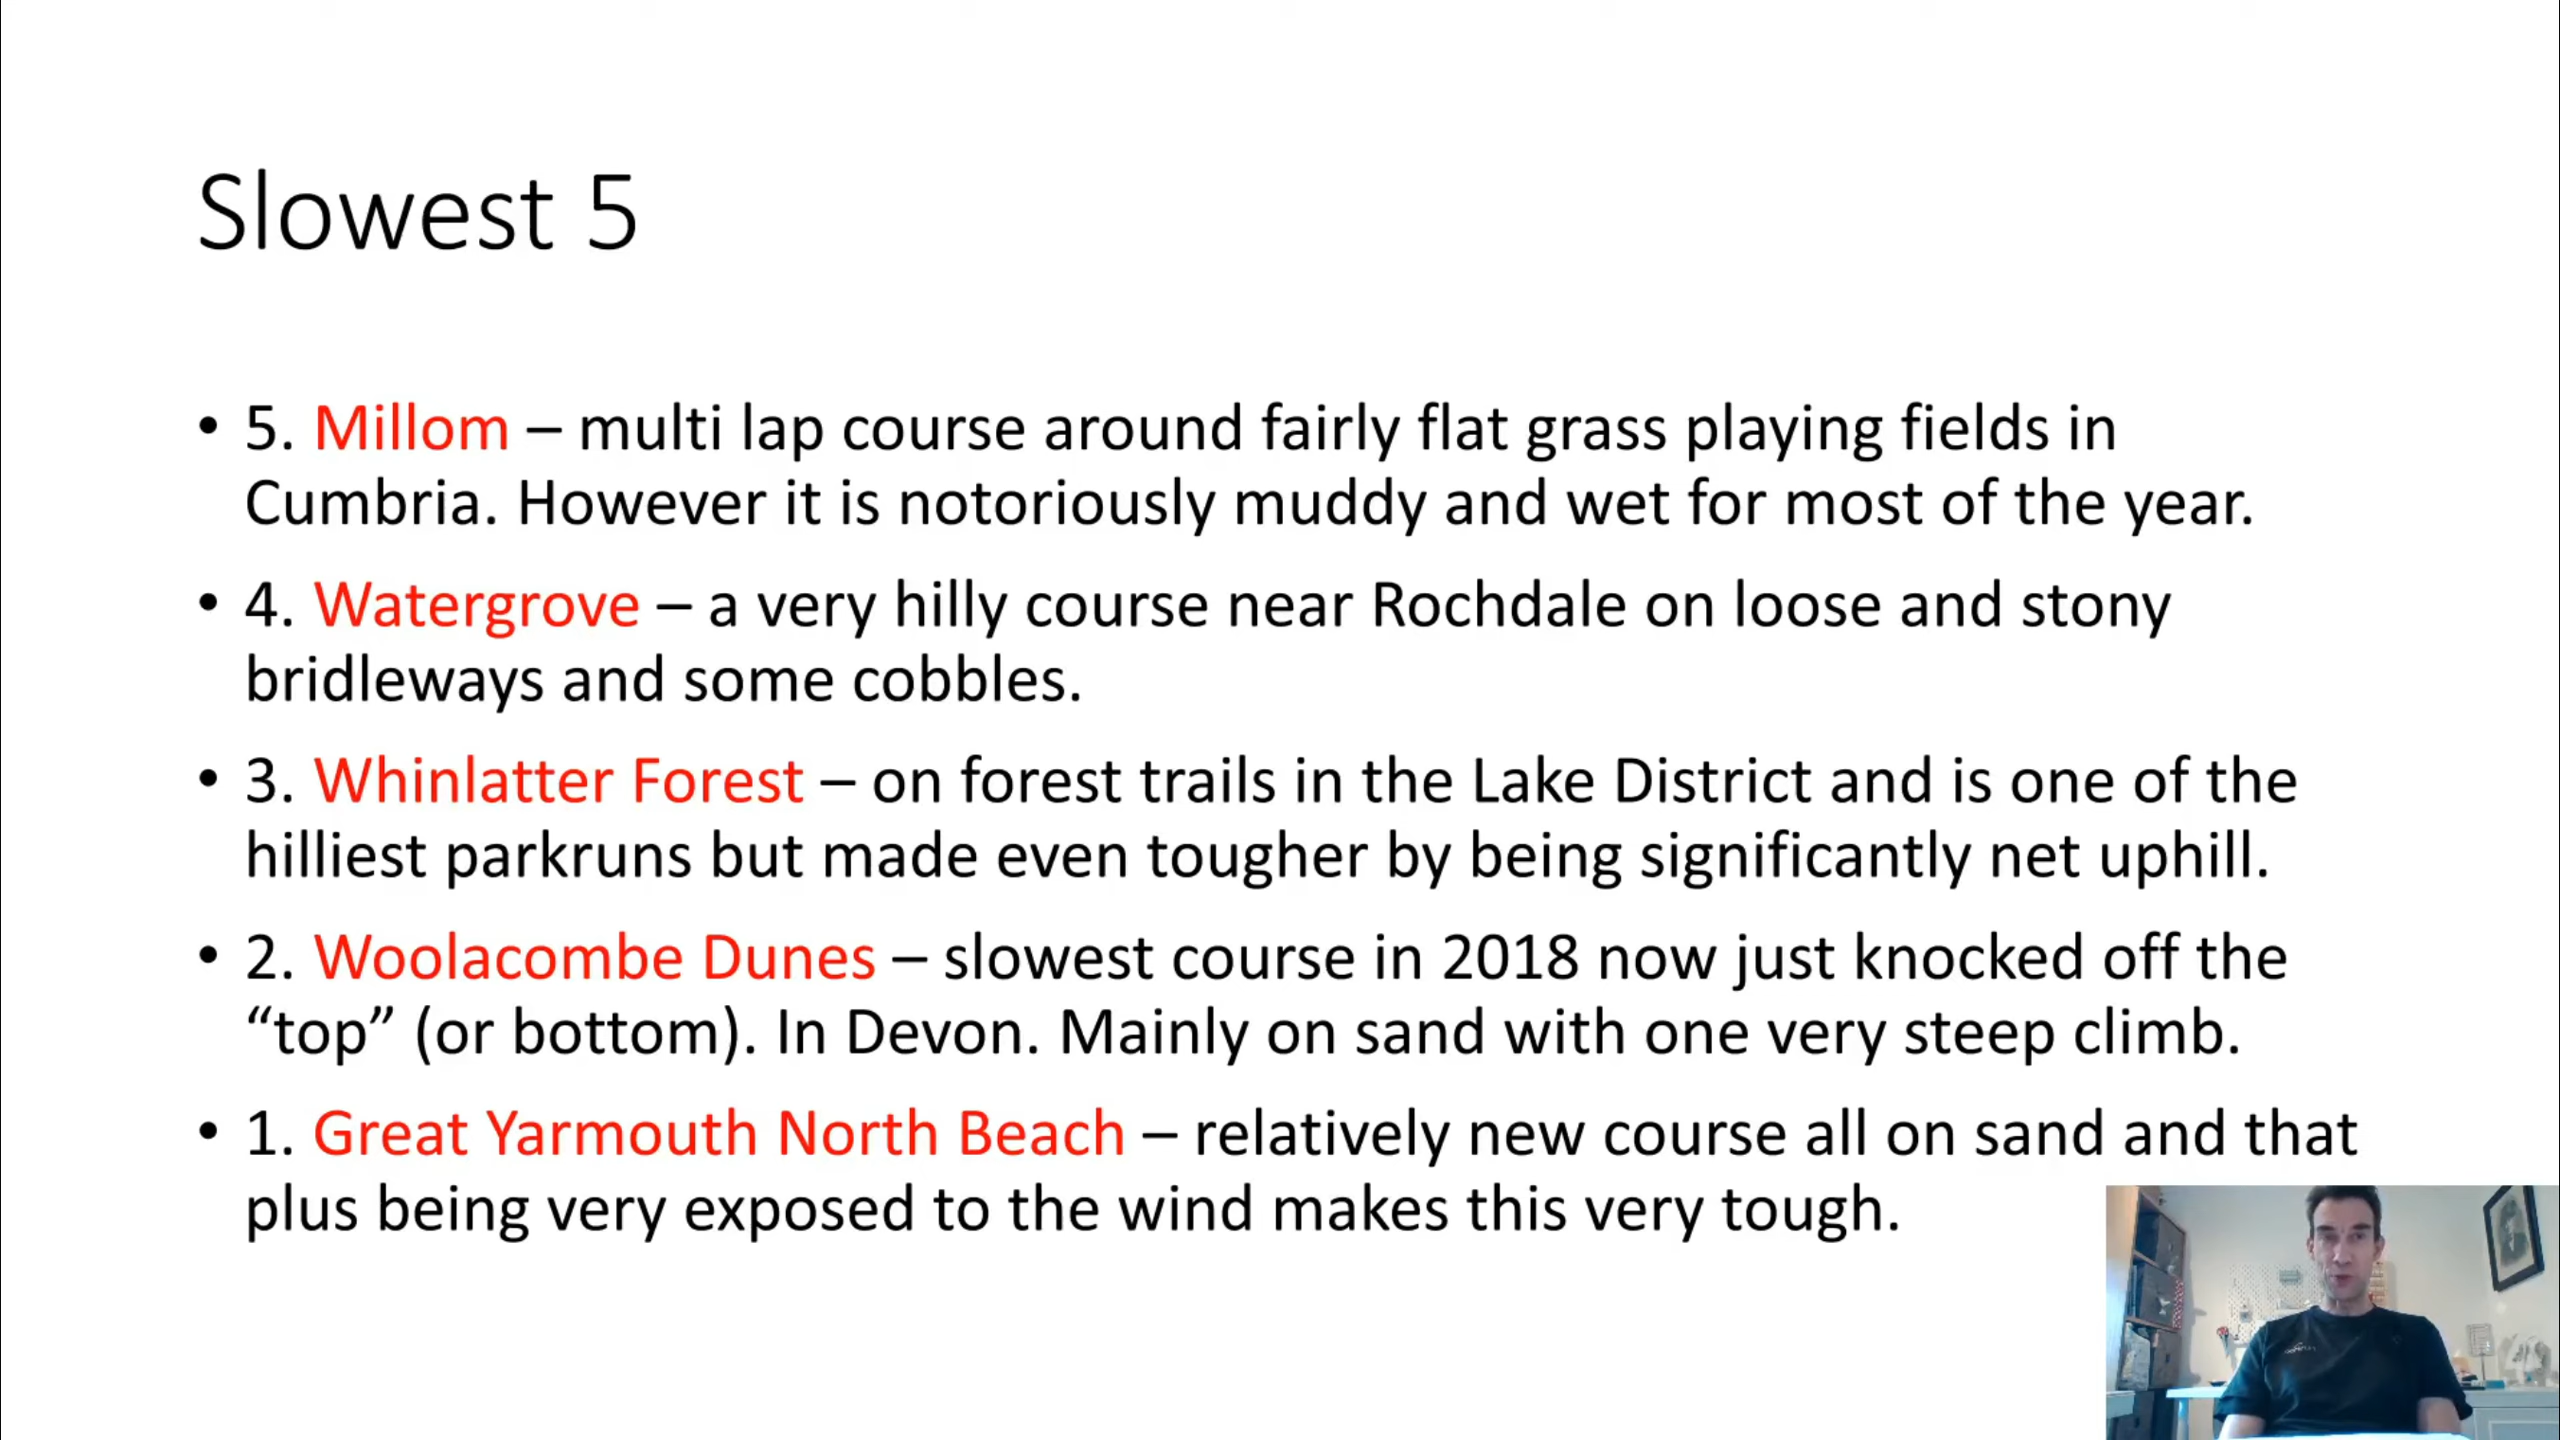 Slowest 5
• 5. Millom – multi lap course around fairly flat grass playing fields in
Cumbria. However it is notoriously muddy and wet for most of the year.
• 4. Watergrove – a very hilly course near Rochdale on loose and stony
bridleways and some cobbles.
• 3. Whinlatter Forest – on forest trails in the Lake District and is one of the
hilliest parkruns but made even tougher by being significantly net uphill.
• 2. Woolacombe Dunes – slowest course in 2018 now just knocked off the
“top” (or bottom). In Devon. Mainly on sand with one very steep climb.
• 1. Great Yarmouth North Beach – relatively new course all on sand and that
plus being very exposed to the wind makes this very tough.